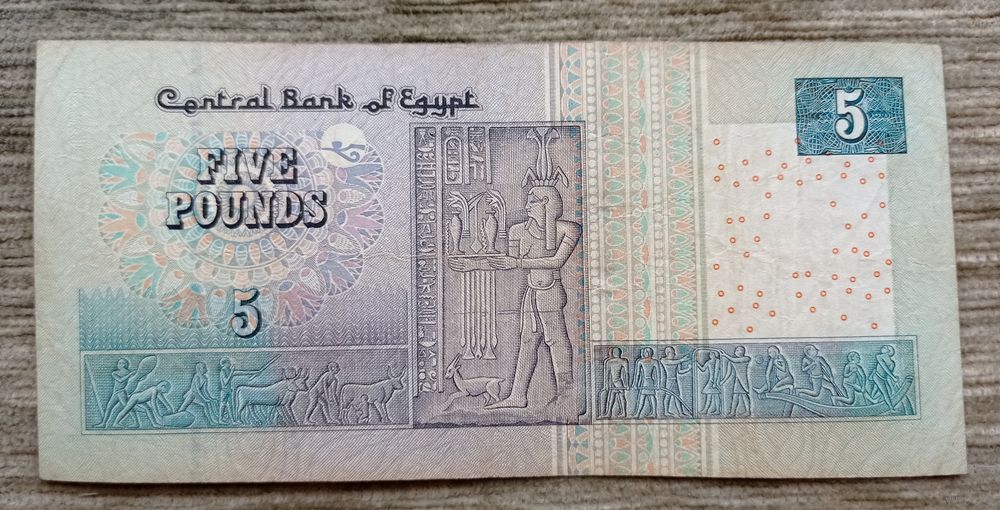 Central Bank of Egypt
5
FIVE
POUNDS
5